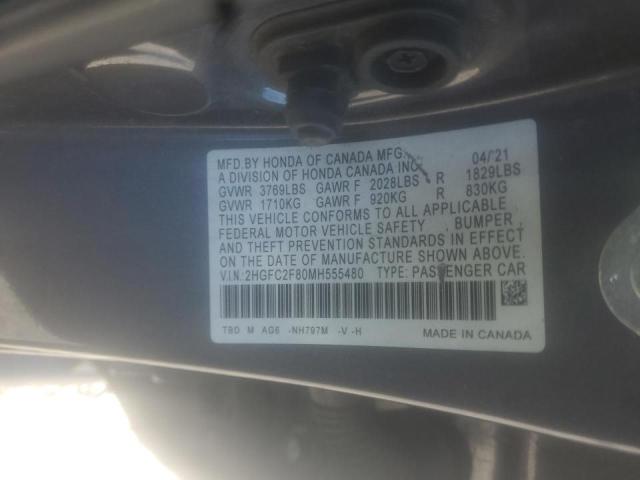 MFD.BY HONDA OF CANADA MFG. 04/'21
A DIVISION OF HONDA CANADA INC.
GVWR 3769LBS GAWR F 2028LBS R 1829LBS
GVWR 1710KG GAWR F 920KG R 830KG
THIS VEHICLE CONFORMS TO ALL APPLICABLE
FEDERAL MOTOR VEHICLE SAFETY , BUMPER ,
AND THEFT PREVENTION STANDARDS IN EFFECT
ON THE DATE OF MANUFACTURE SHOWN ABOVE.
V.I.N.:2HGFC2F80MH555480 TYPE: PASSENGER CAR
TBD M AG6 -NH797M -V -H MADE IN CANADA